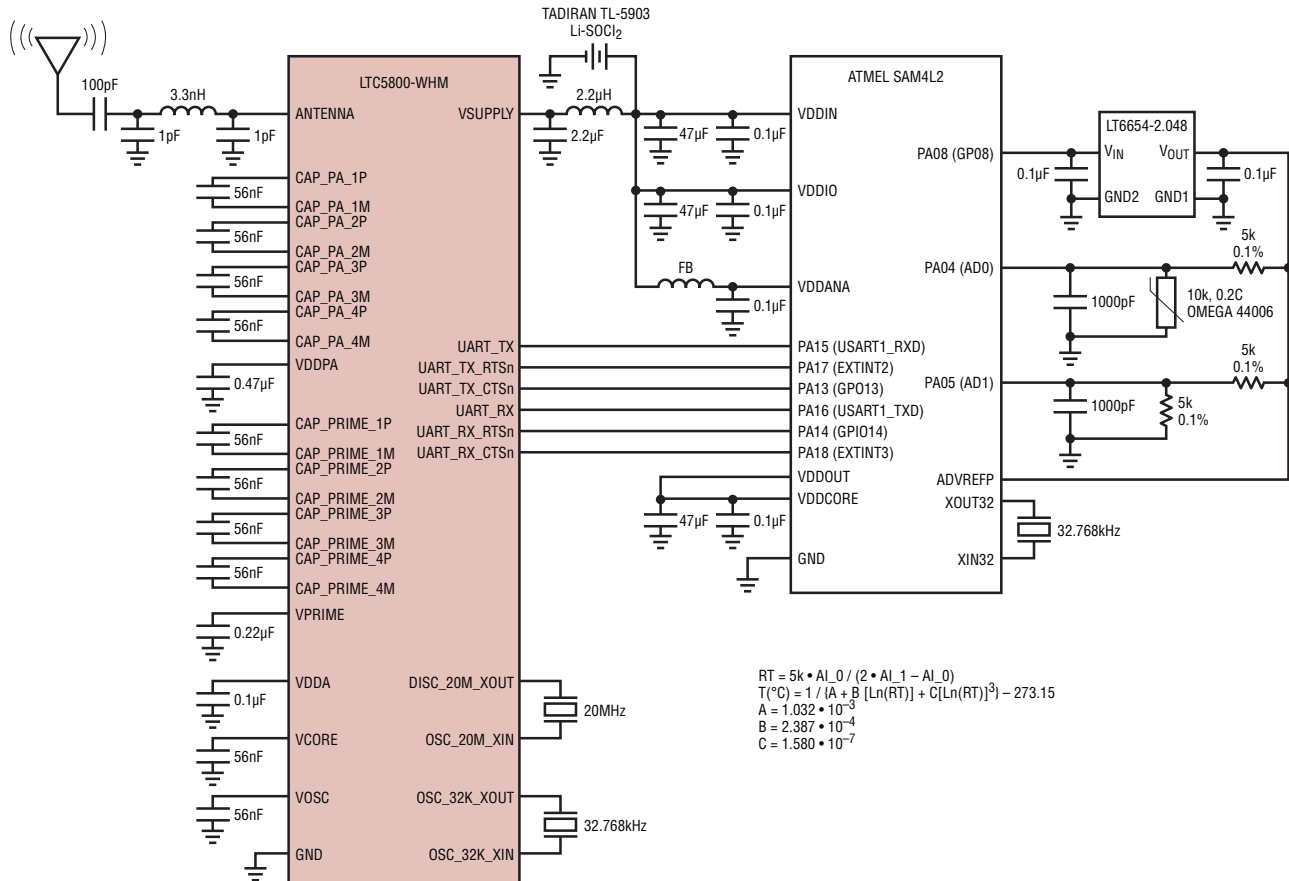 TADIRAN TL-5903
Li-SOCl2
LTC5800-WHM
ATMEL SAM4L2
100pF
3.3nH
1pF
1pF
ANTENNA
VSUPPLY
2.2µH
2.2µF
47µF
0.1µF
VDDIN
47µF
0.1µF
VDDIO
FB
0.1µF
VDDANA
PA08 (GP08)
0.1µF
LT6654-2.048
VIN
VOUT
GND2
GND1
0.1µF
5k
0.1%
PA04 (AD0)
1000pF
10k, 0.2C
OMEGA 44006
5k
0.1%
PA05 (AD1)
1000pF
5k
0.1%
ADVREFP
XOUT32
32.768kHz
XIN32
CAP_PA_1P
56nF
CAP_PA_1M
CAP_PA_2P
56nF
CAP_PA_2M
CAP_PA_3P
56nF
CAP_PA_3M
CAP_PA_4P
56nF
CAP_PA_4M
VDDPA
0.47µF
CAP_PRIME_1P
56nF
CAP_PRIME_1M
CAP_PRIME_2P
56nF
CAP_PRIME_2M
CAP_PRIME_3P
56nF
CAP_PRIME_3M
CAP_PRIME_4P
56nF
CAP_PRIME_4M
VPRIME
0.22µF
VDDA
0.1µF
VCORE
56nF
VOSC
56nF
GND
UART_TX
UART_TX_RTSn
UART_TX_CTSn
UART_RX
UART_RX_RTSn
UART_RX_CTSn
PA15 (USART1_RXD)
PA17 (EXTINT2)
PA13 (GPO13)
PA16 (USART1_TXD)
PA14 (GPIO14)
PA18 (EXTINT3)
VDDOUT
VDDCORE
47µF
0.1µF
GND
DISC_20M_XOUT
20MHz
OSC_20M_XIN
OSC_32K_XOUT
32.768kHz
OSC_32K_XIN
RT = 5k • AI_0 / (2 • AI_1 – AI_0)
T(°C) = 1 / {A + B [Ln(RT)] + C[Ln(RT)]³} – 273.15
A = 1.032 • 10⁻³
B = 2.387 • 10⁻⁴
C = 1.580 • 10⁻⁷